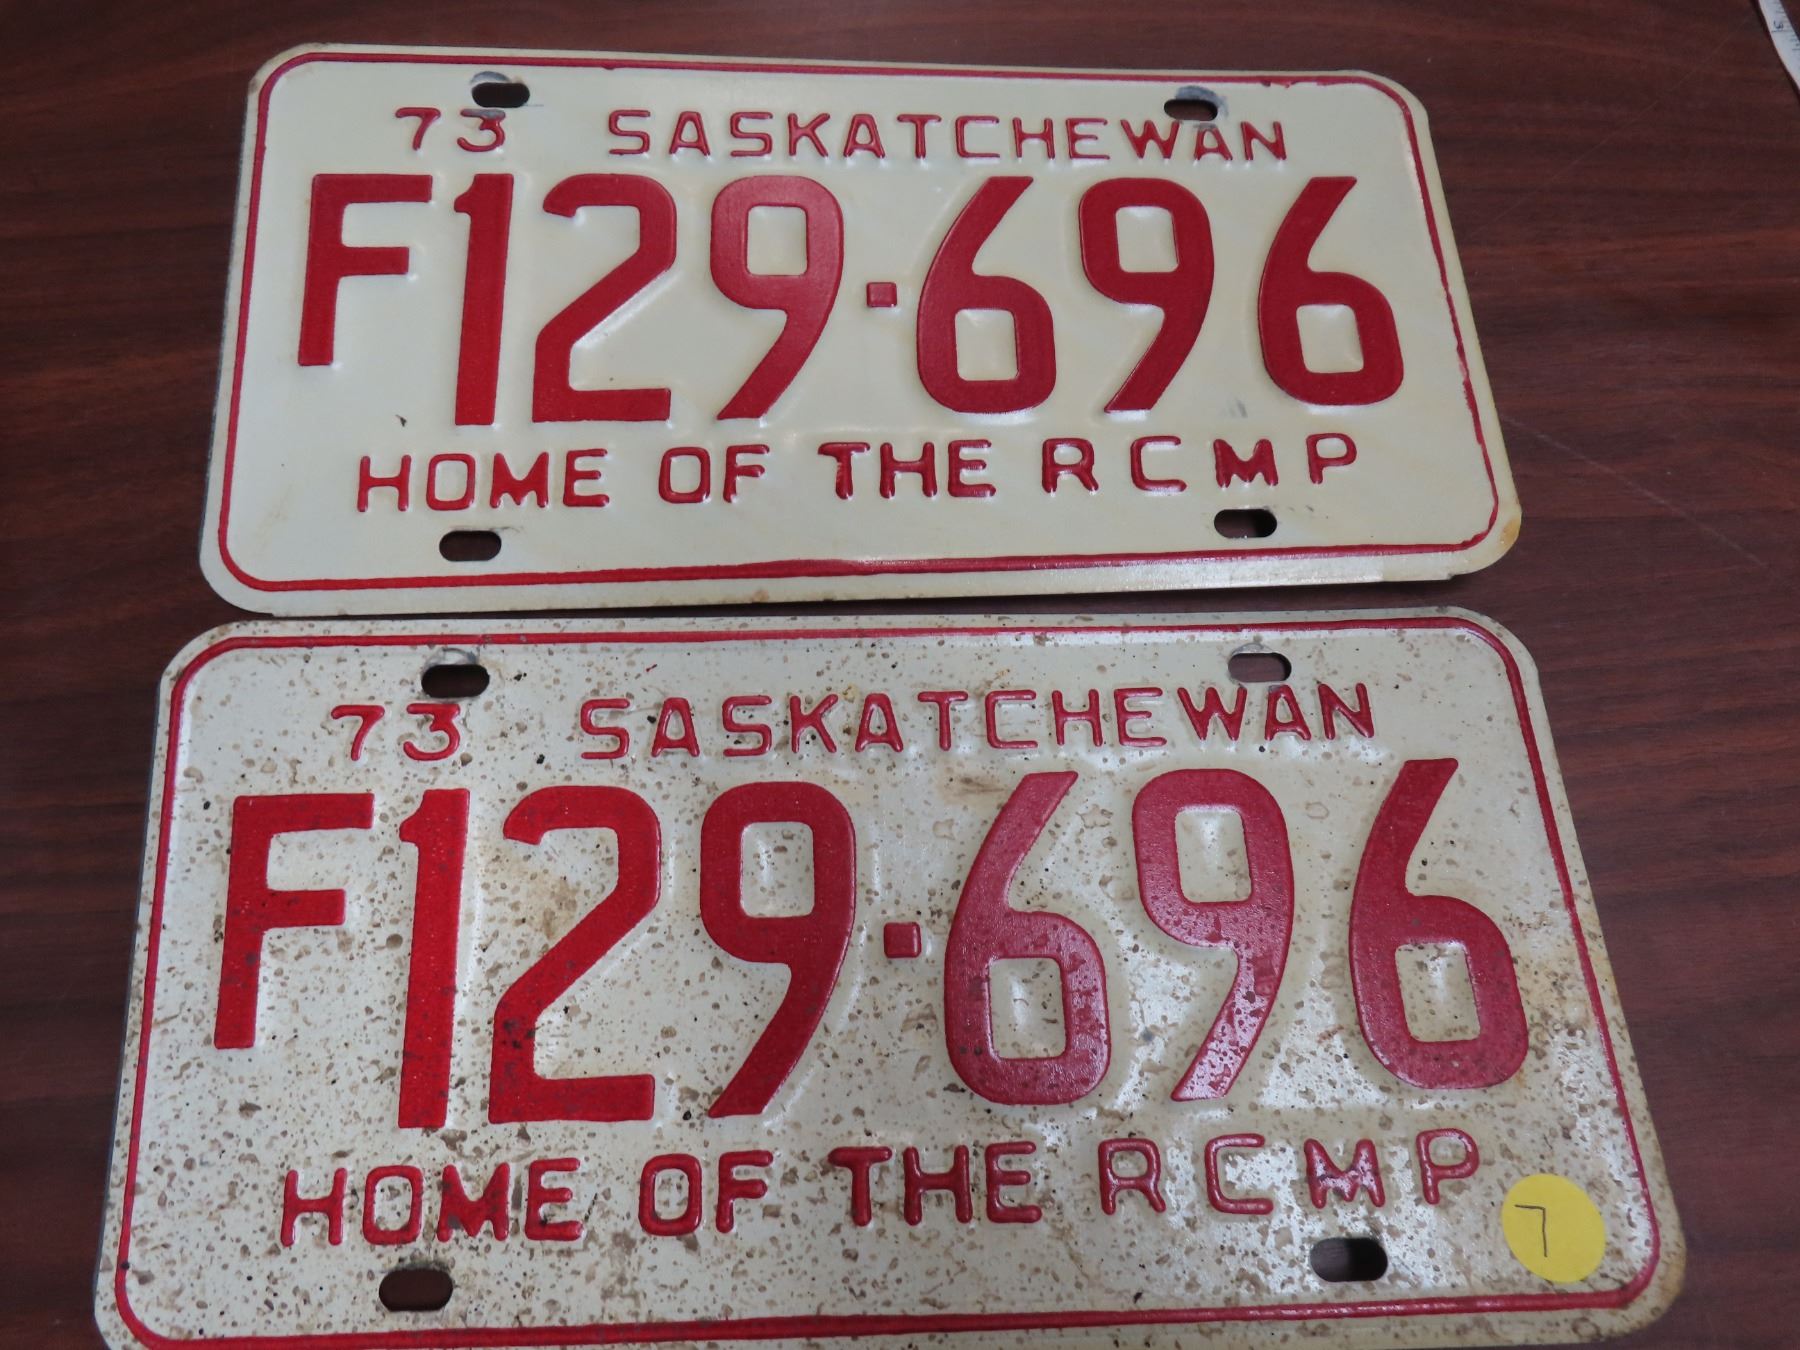 73 SASKATCHEWAN
F129-696
HOME OF THE RCMP
73 SASKATCHEWAN
F129-696
HOME OF THE RCMP
7